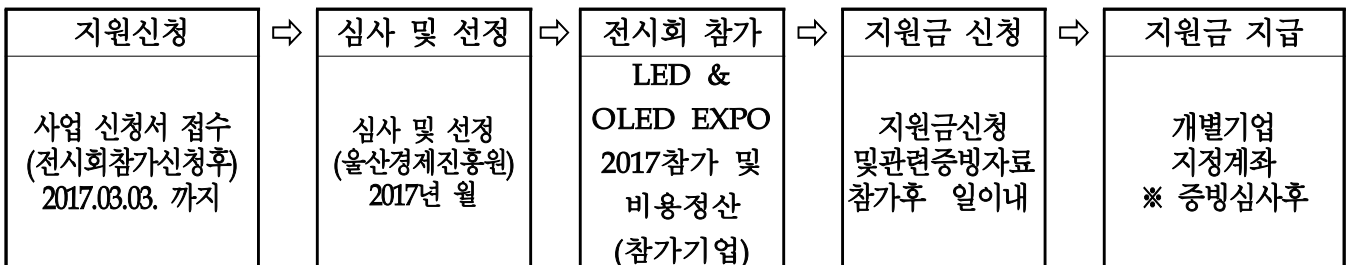 지원신청
사업 신청서 접수
(전시회참가신청후)
2017.03.03. 까지
⇨
심사 및 선정
심사 및 선정
(울산경제진흥원)
2017년 월
⇨
전시회 참가
LED &
OLED EXPO
2017참가 및
비용정산
(참가기업)
⇨
지원금 신청
지원금신청
및관련증빙자료
참가후 일이내
⇨
지원금 지급
개별기업
지정계좌
※ 증빙심사후